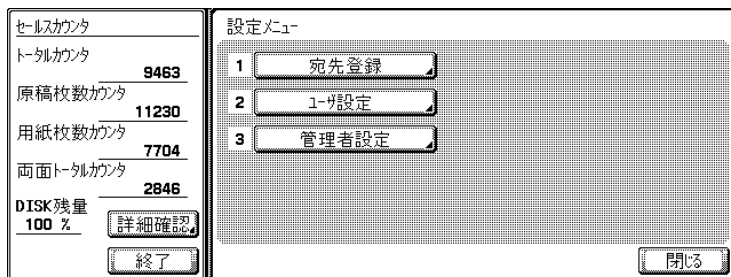 セールスカウンタ
トータルカウンタ
9463
原稿枚数カウンタ
11230
用紙枚数カウンタ
7704
両面トータルカウンタ
2846
DISK残量
100 %
詳細確認
終了
設定メニュー
1 宛先登録
2 ユーザ設定
3 管理者設定
閉じる